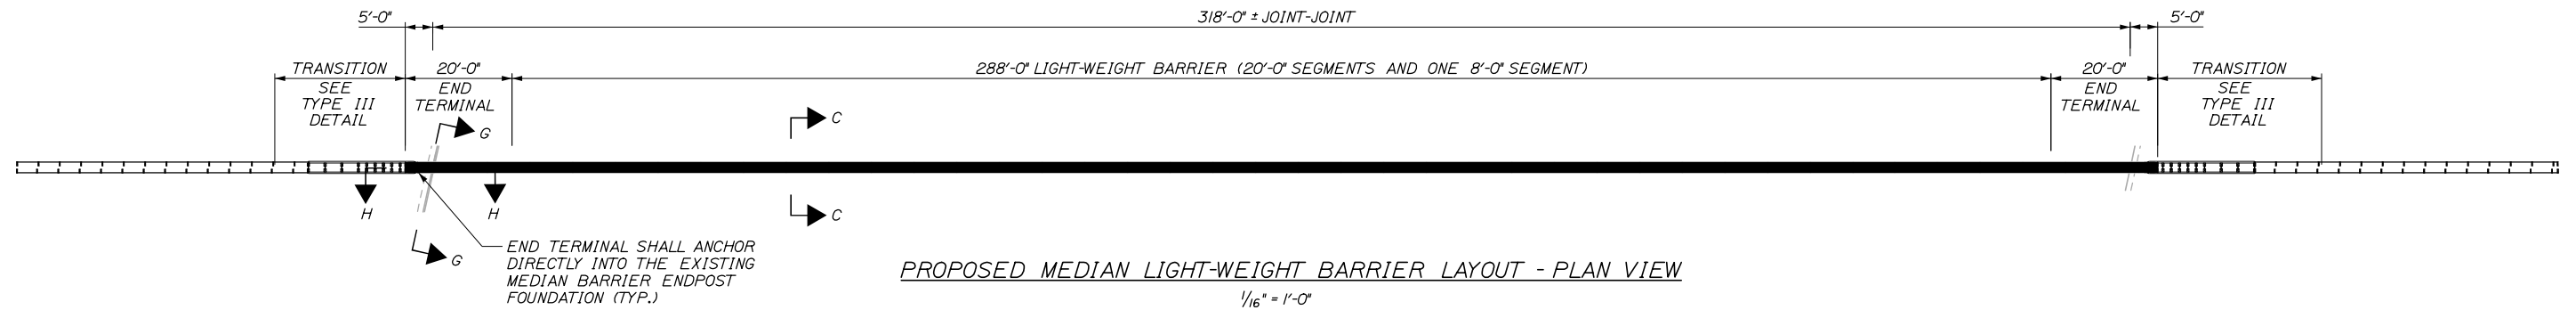 5'-0"
318'-0" ± JOINT-JOINT
5'-0"
TRANSITION
SEE
TYPE III
DETAIL
20'-0"
END
TERMINAL
288'-0" LIGHT-WEIGHT BARRIER (20'-0" SEGMENTS AND ONE 8'-0" SEGMENT)
20'-0"
END
TERMINAL
TRANSITION
SEE
TYPE III
DETAIL
G
C
H
H
C
G
END TERMINAL SHALL ANCHOR
DIRECTLY INTO THE EXISTING
MEDIAN BARRIER ENDPOST
FOUNDATION (TYP.)
PROPOSED MEDIAN LIGHT-WEIGHT BARRIER LAYOUT - PLAN VIEW
1/16" = 1'-0"